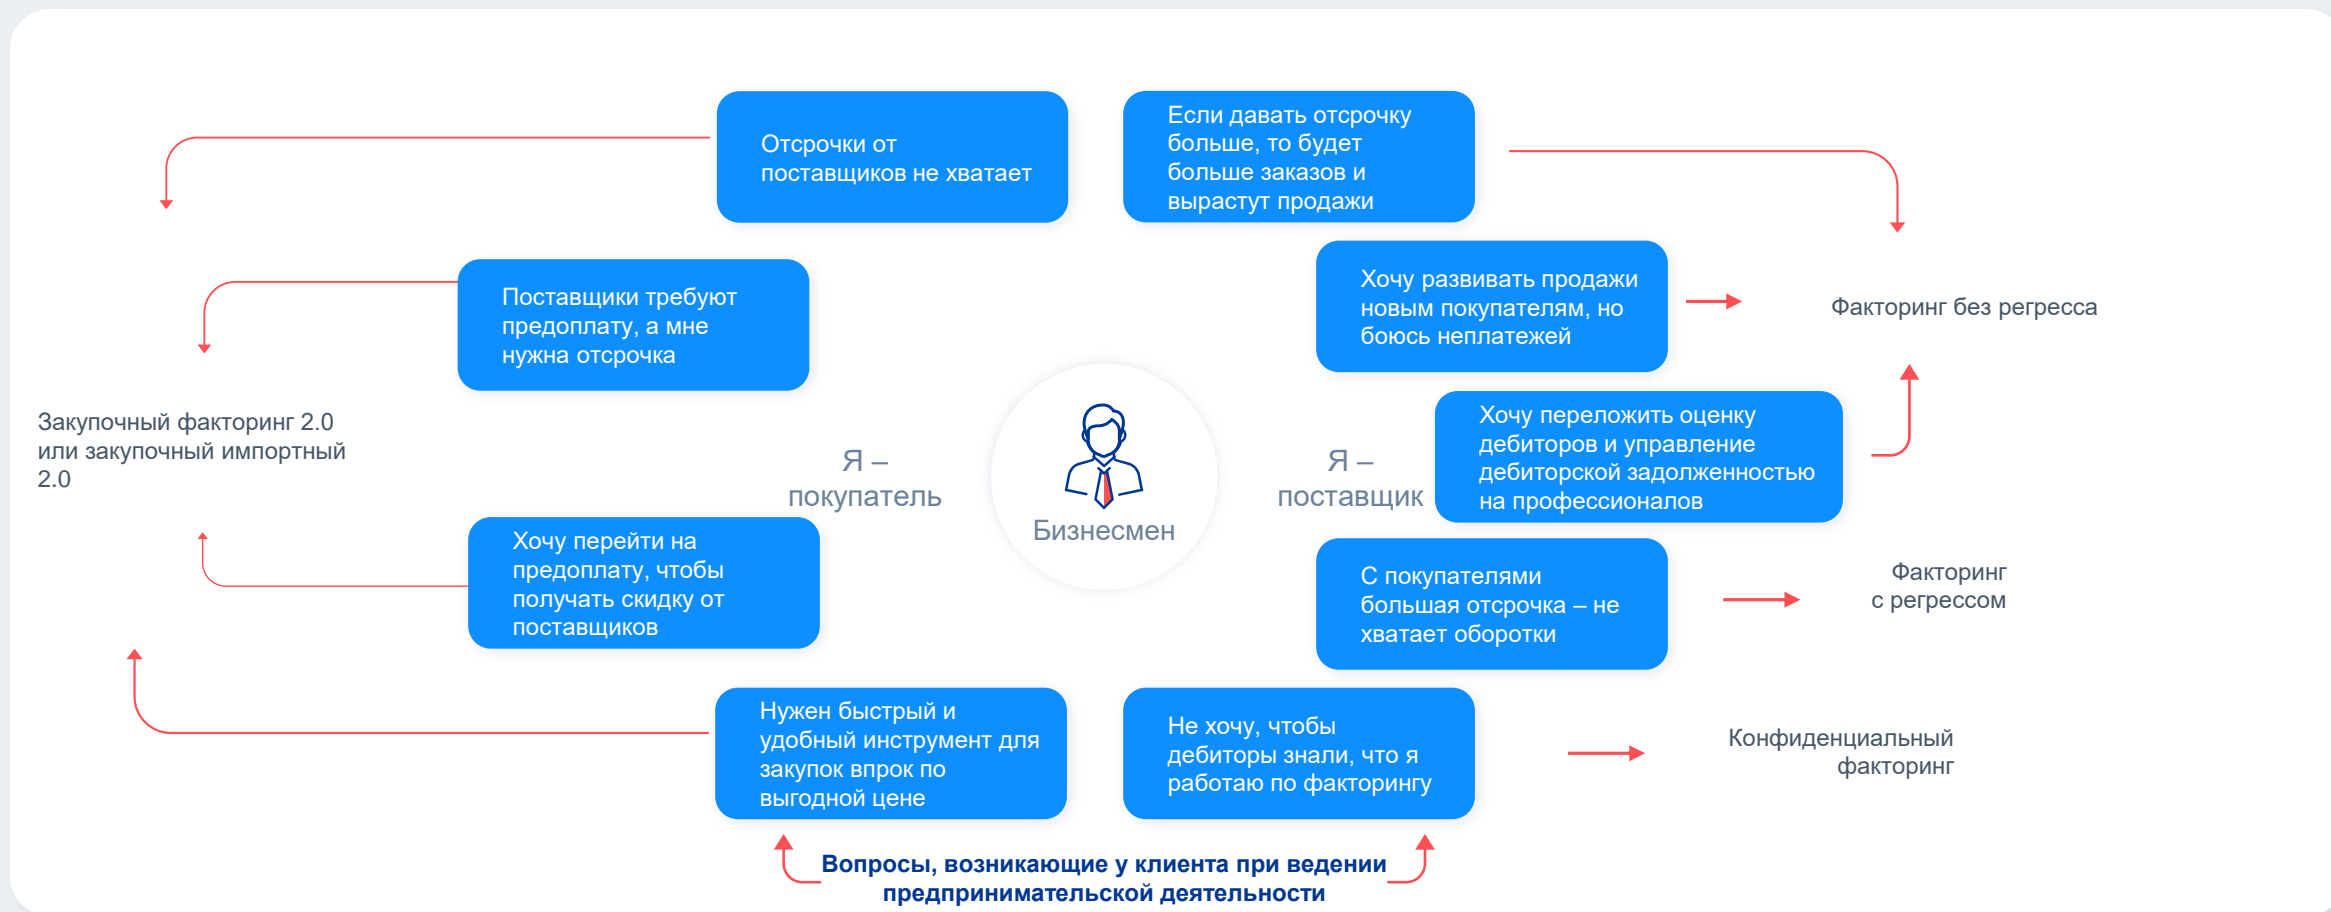 Отсрочки от
поставщиков не хватает
Если давать отсрочку
больше, то будет
больше заказов и
вырастут продажи
Поставщики требуют
предоплату, а мне
нужна отсрочка
Хочу развивать продажи
новым покупателям, но
боюсь неплатежей
Факторинг без регресса
Закупочный факторинг 2.0
или закупочный импортный
2.0
Я –
покупатель
Бизнесмен
Я –
поставщик
Хочу переложить оценку
дебиторов и управление
дебиторской задолженностью
на профессионалов
Хочу перейти на
предоплату, чтобы
получать скидку от
поставщиков
С покупателями
большая отсрочка – не
хватает оборотки
Факторинг
с регрессом
Нужен быстрый и
удобный инструмент для
закупок впрок по
выгодной цене
Не хочу, чтобы
дебиторы знали, что я
работаю по факторингу
Конфиденциальный
факторинг
Вопросы, возникающие у клиента при ведении
предпринимательской деятельности